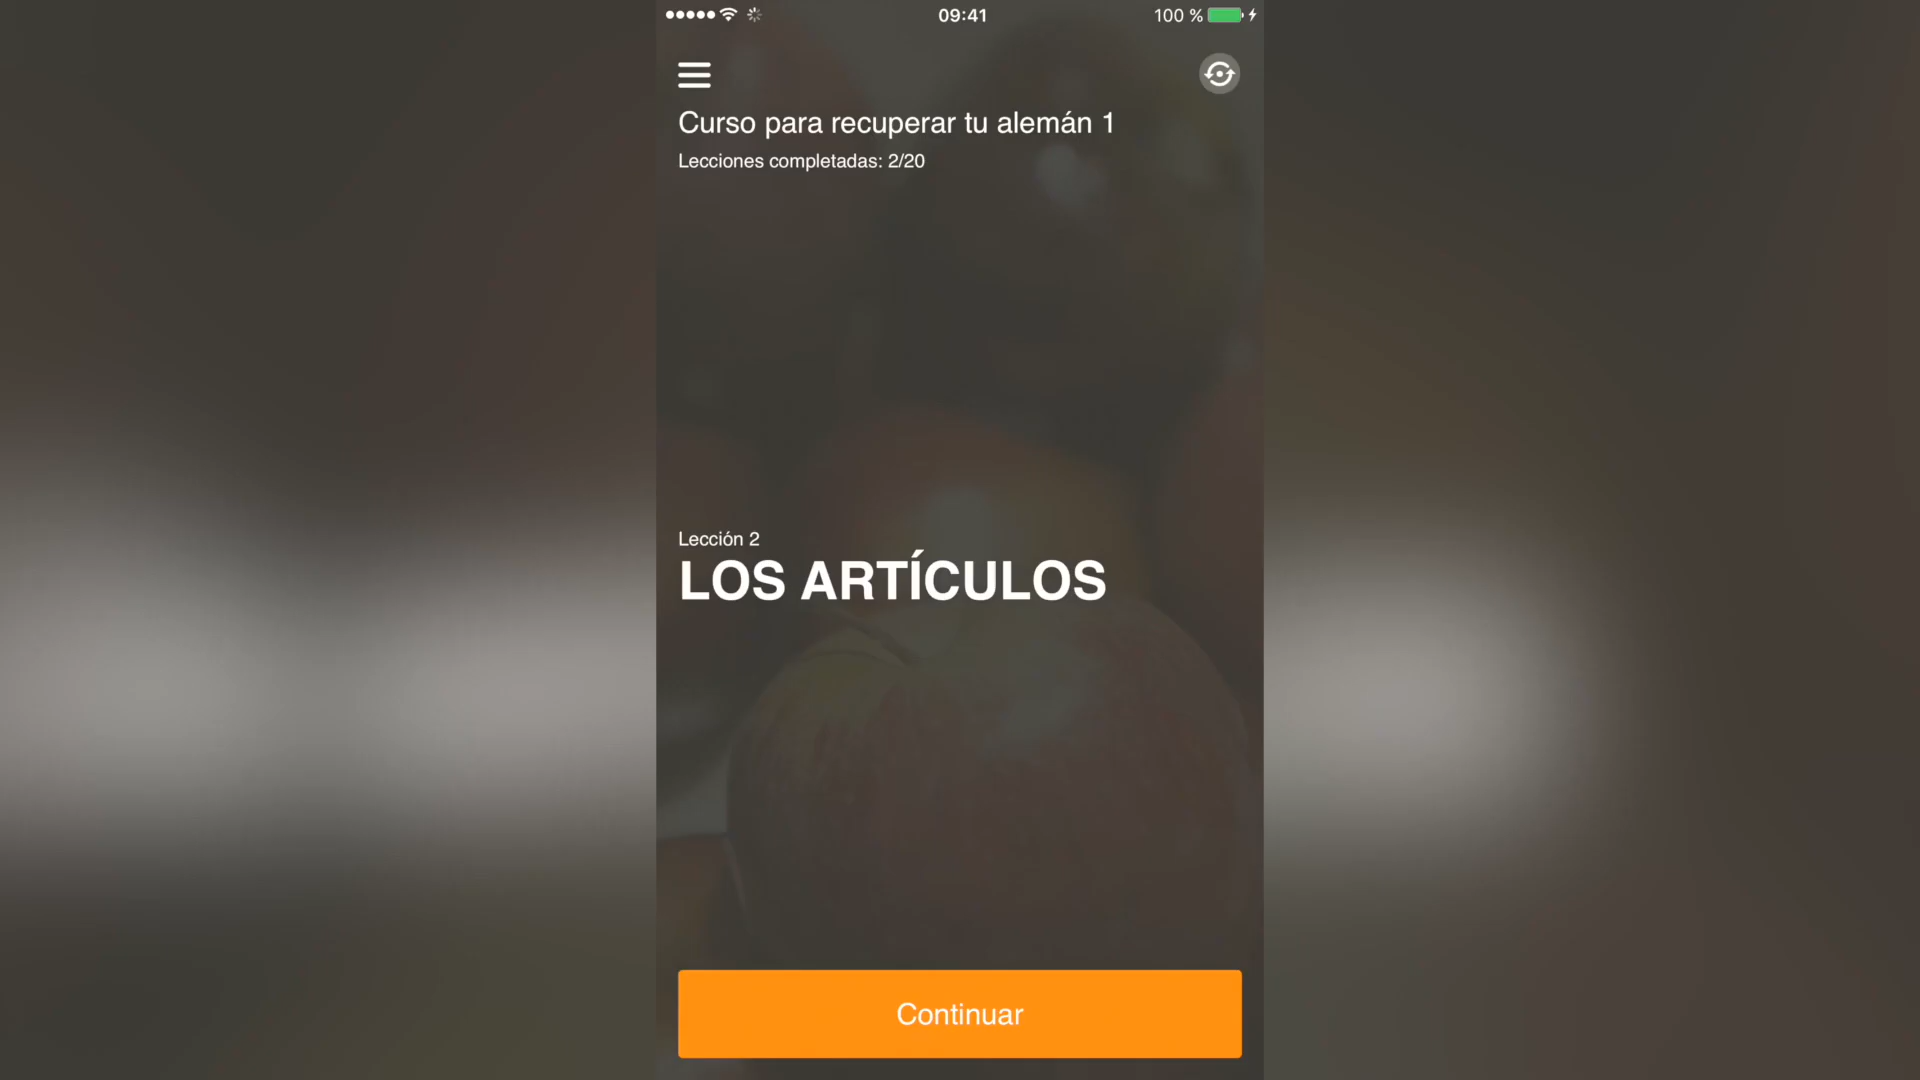 09:41
100 %
Curso para recuperar tu alemán 1
Lecciones completadas: 2/20
Lección 2
LOS ARTÍCULOS
Continuar